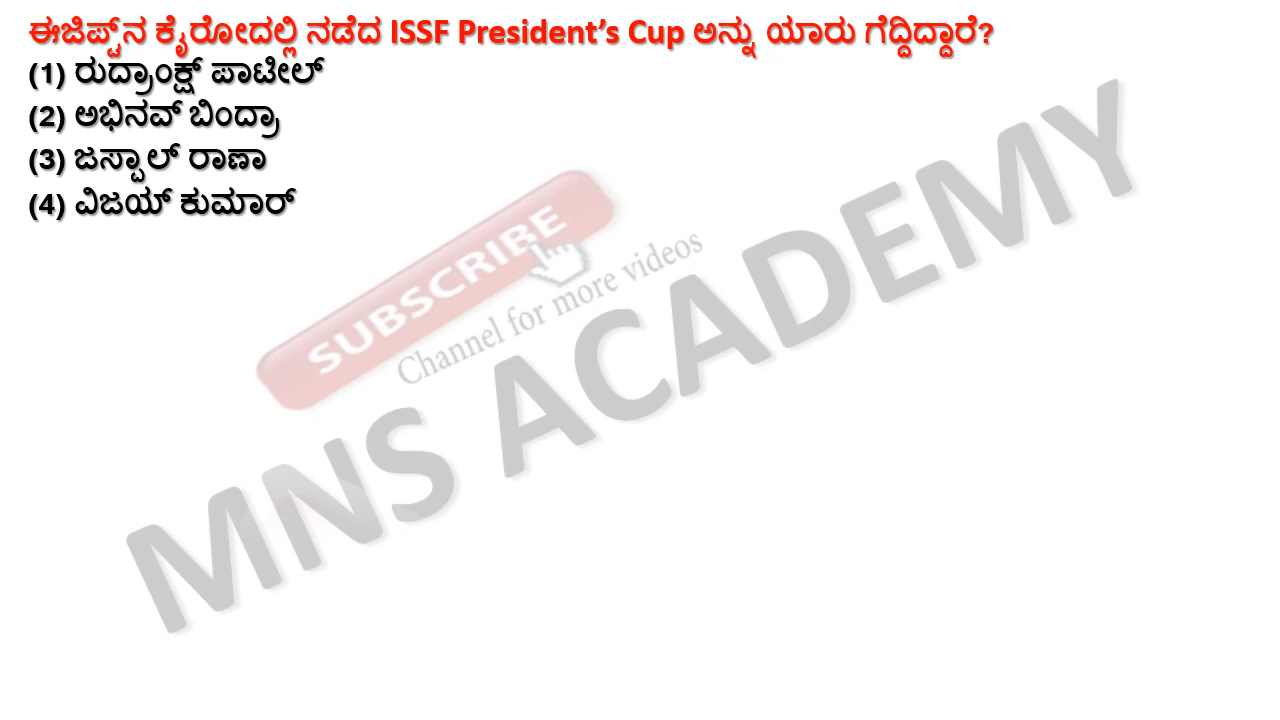 ಈಜಿಪ್ಟ್‌ನ ಕೈರೋದಲ್ಲಿ ನಡೆದ ISSF President’s Cup ಅನ್ನು ಯಾರು ಗೆದ್ದಿದ್ದಾರೆ?
(1) ರುದ್ರಾಂಕ್ಷ್ ಪಾಟೀಲ್
(2) ಅಭಿನವ್ ಬಿಂದ್ರಾ
(3) ಜಸ್ಪಾಲ್ ರಾಣಾ
(4) ವಿಜಯ್ ಕುಮಾರ್
SUBSCRIBE
Channel for more videos
MNS ACADEMY